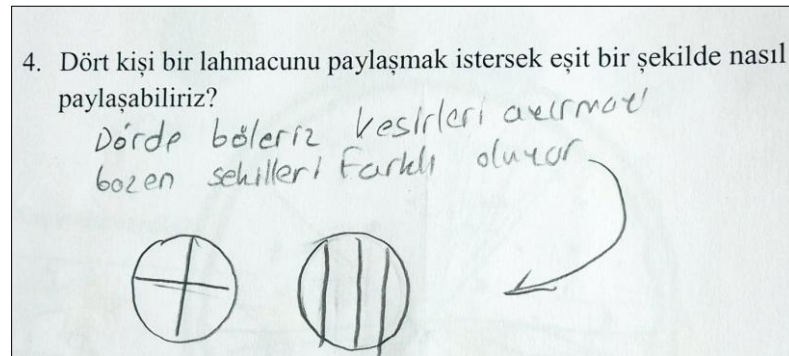 4. Dört kişi bir lahmacunu paylaşmak istersek eşit bir şekilde nasıl
paylaşabiliriz?
Dörde böleriz kesirleri ayırmak
bazen şekilleri farklı oluyor